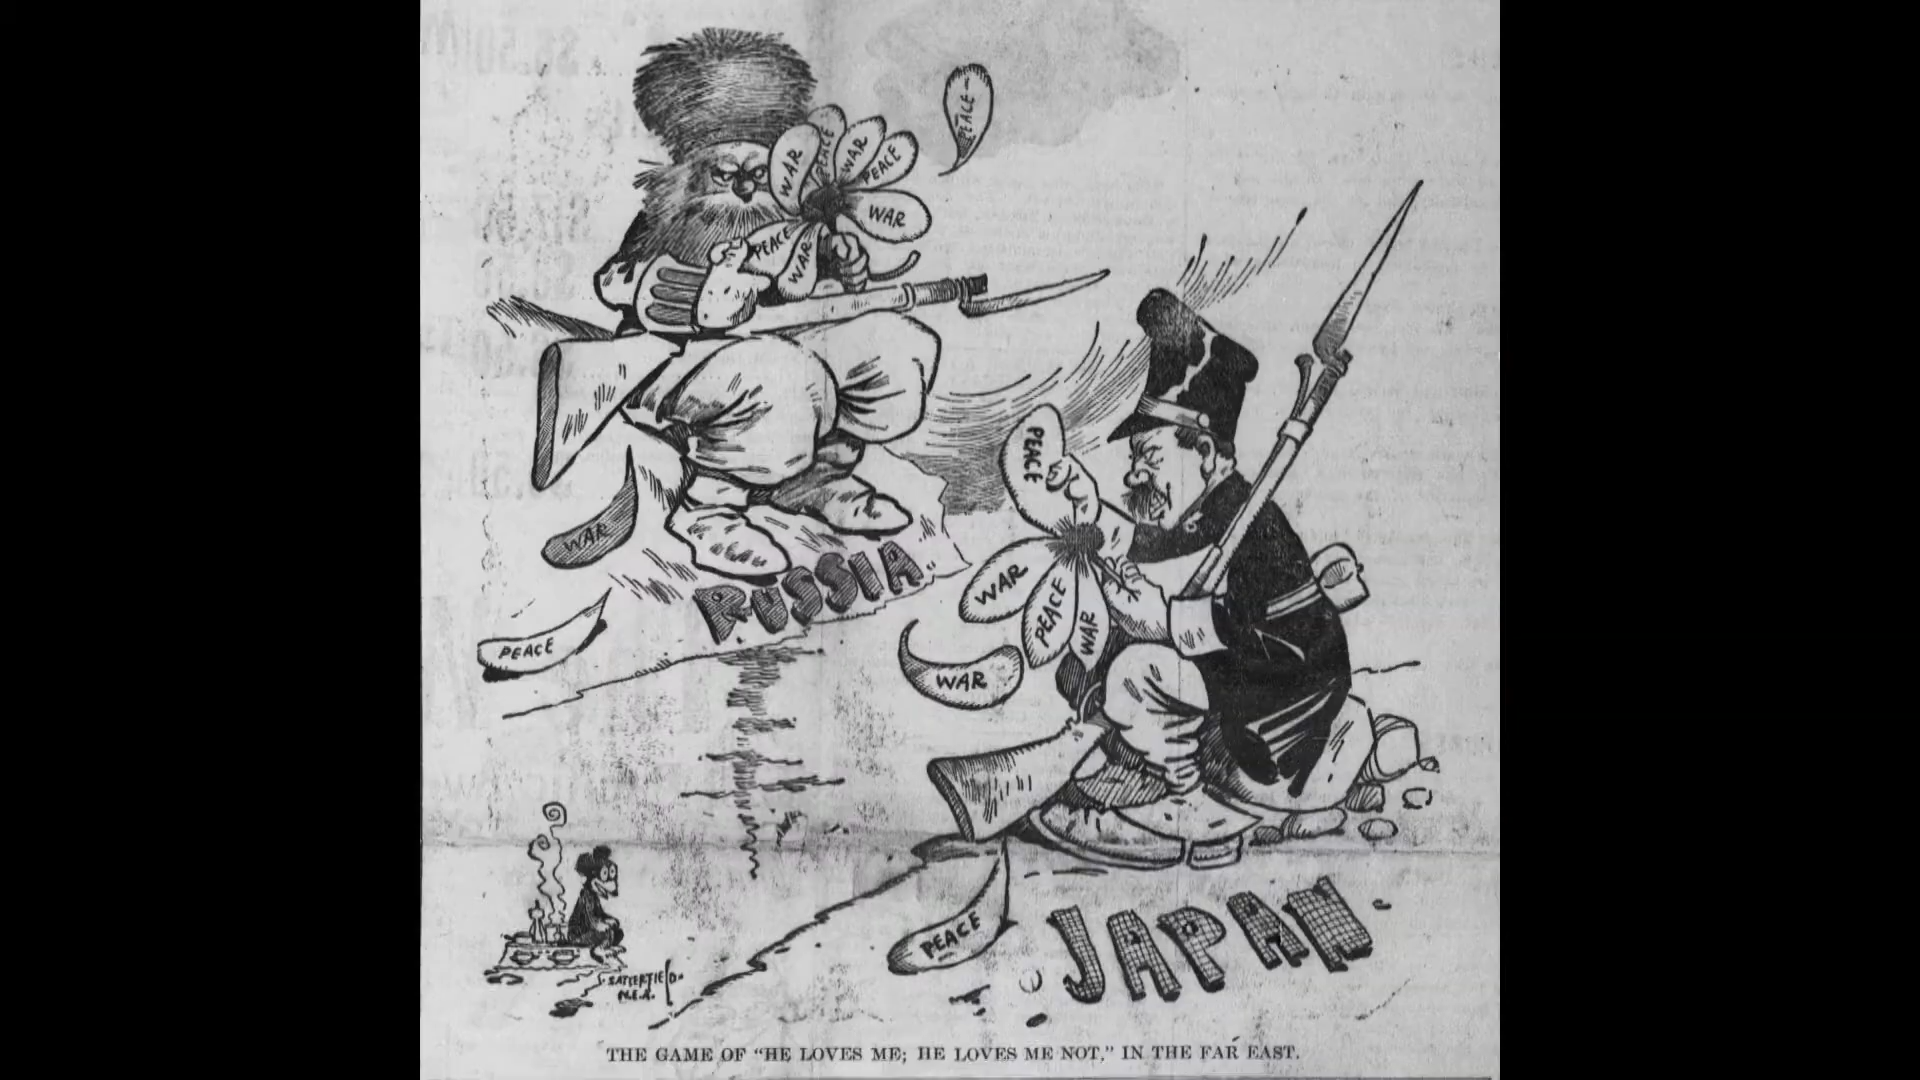 PEACE
WAR
PEACE
WAR
PEACE
WAR
PEACE
WAR
WAR
PEACE
RUSSIA
PEACE
WAR
PEACE
WAR
WAR
PEACE
JAPAN
SATTERFIELD.
N.E.A.
THE GAME OF "HE LOVES ME; HE LOVES ME NOT," IN THE FAR EAST.